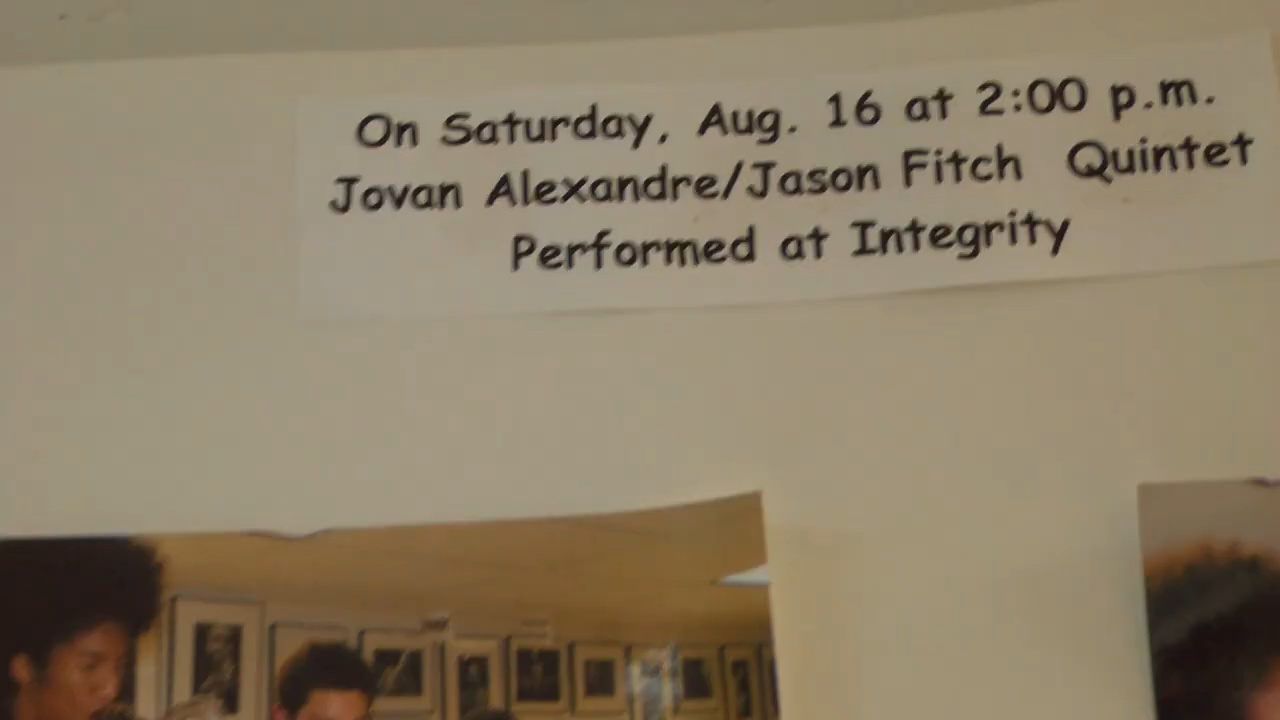 On Saturday, Aug. 16 at 2:00 p.m.
Jovan Alexandre/Jason Fitch Quintet
Performed at Integrity